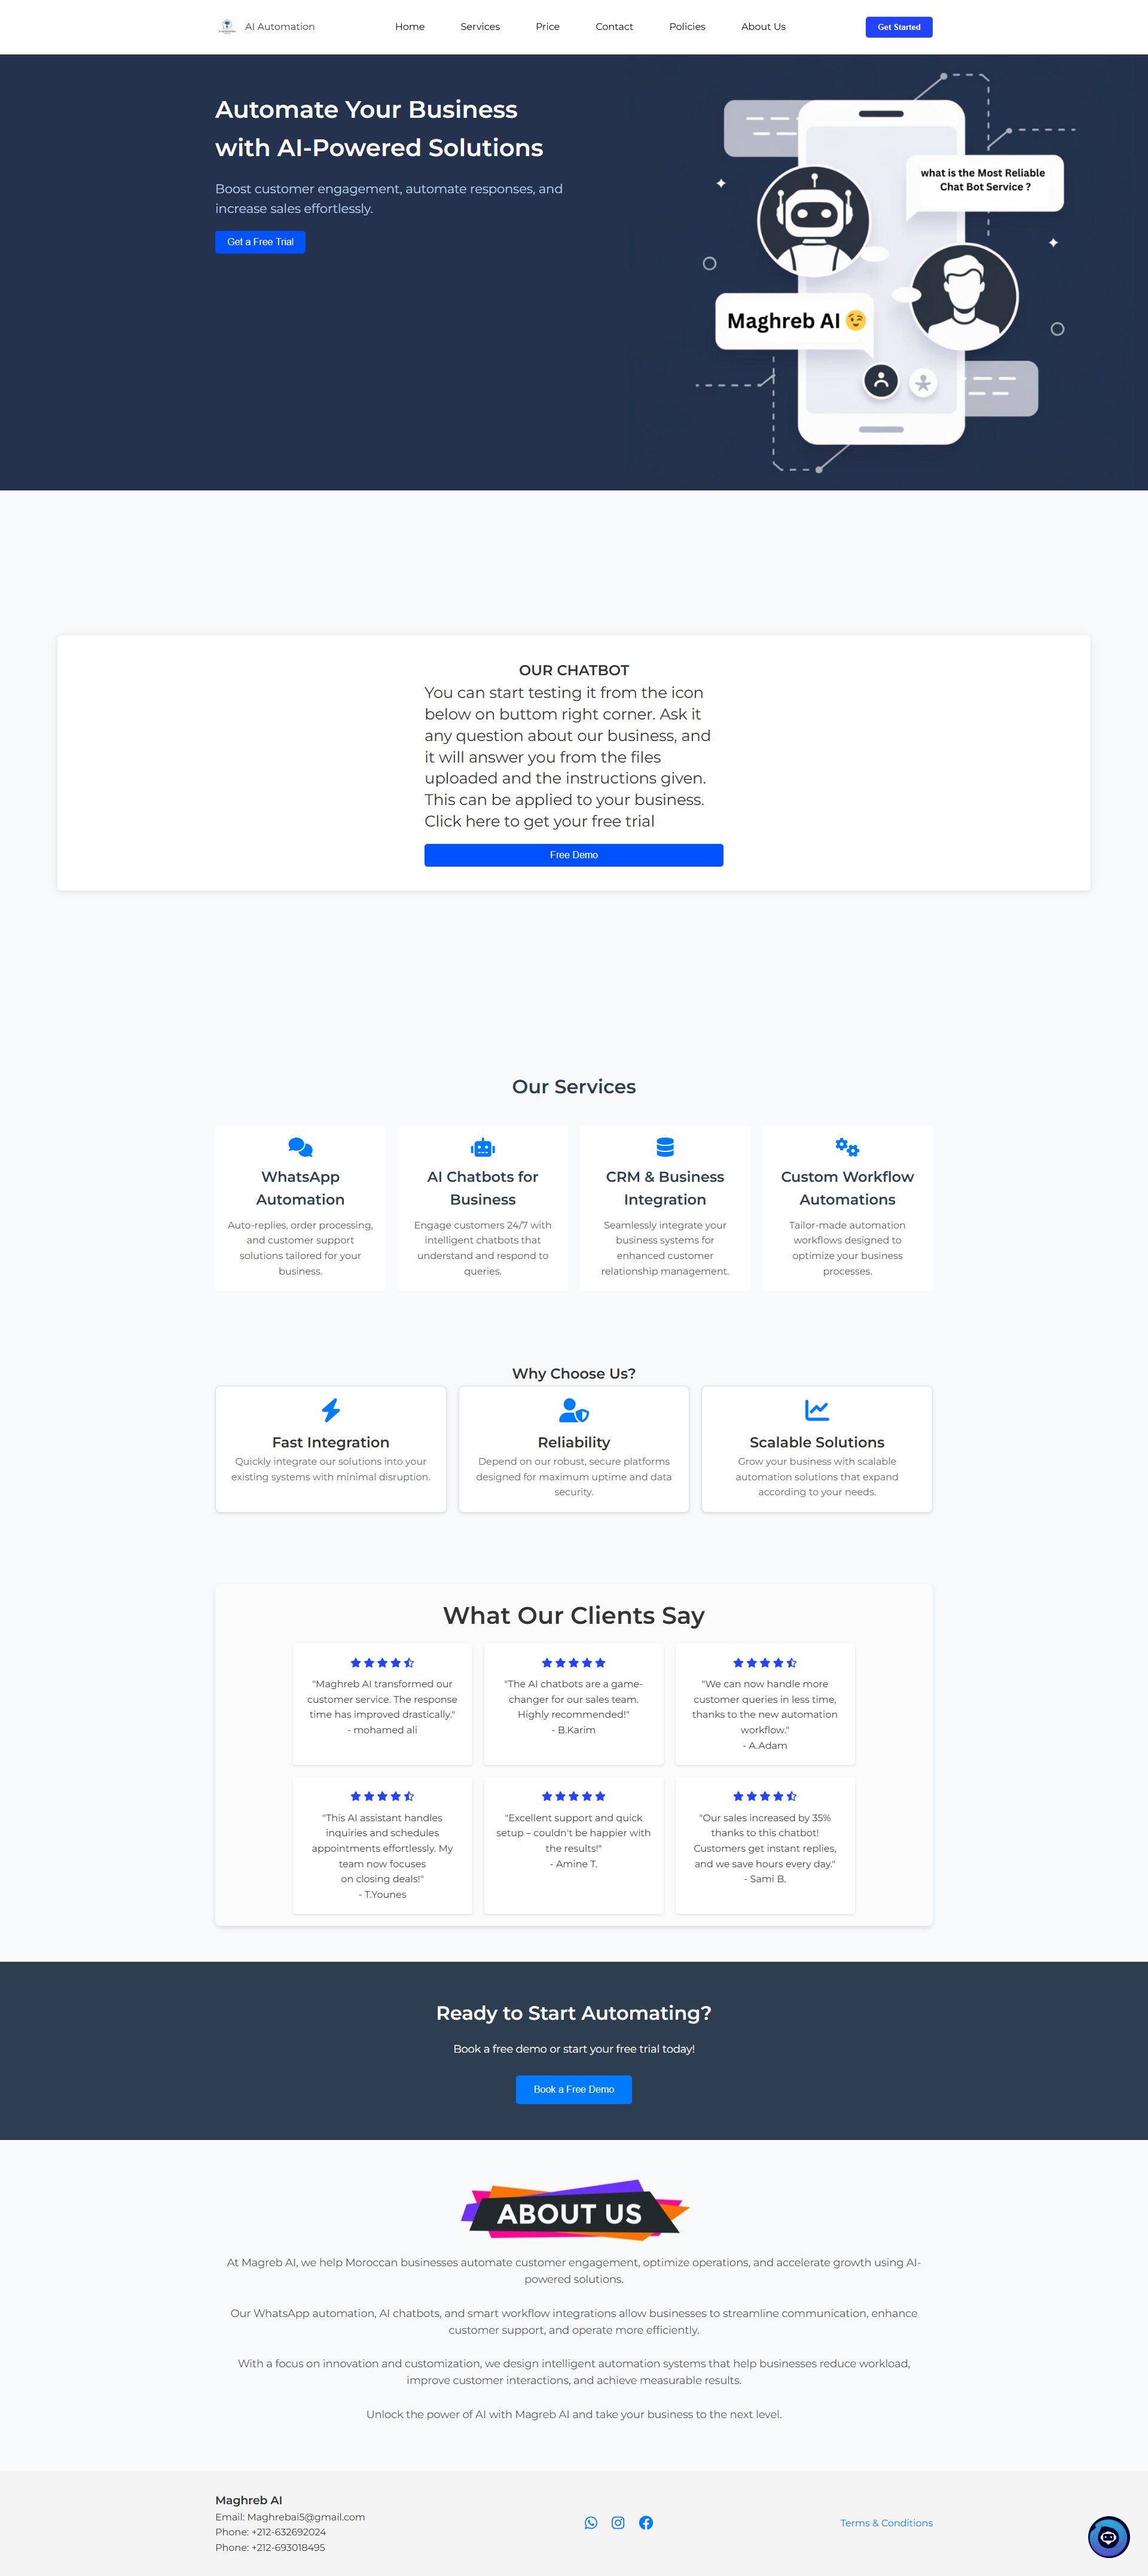 AI Automation
Home
Services
Price
Contact
Policies
About Us
Get Started
Automate Your Business
with AI-Powered Solutions
Boost customer engagement, automate responses, and
increase sales effortlessly.
Get a Free Trial
what is the Most Reliable
Chat Bot Service ?
Maghreb AI 😉
OUR CHATBOT
You can start testing it from the icon
below on buttom right corner. Ask it
any question about our business, and
it will answer you from the files
uploaded and the instructions given.
This can be applied to your business.
Click here to get your free trial
Free Demo
Our Services
WhatsApp
Automation
Auto-replies, order processing,
and customer support
solutions tailored for your
business.
AI Chatbots for
Business
Engage customers 24/7 with
intelligent chatbots that
understand and respond to
queries.
CRM & Business
Integration
Seamlessly integrate your
business systems for
enhanced customer
relationship management.
Custom Workflow
Automations
Tailor-made automation
workflows designed to
optimize your business
processes.
Why Choose Us?
Fast Integration
Quickly integrate our solutions into your
existing systems with minimal disruption.
Reliability
Depend on our robust, secure platforms
designed for maximum uptime and data
security.
Scalable Solutions
Grow your business with scalable
automation solutions that expand
according to your needs.
What Our Clients Say
"Maghreb AI transformed our
customer service. The response
time has improved drastically."
- mohamed ali
"The AI chatbots are a game-
changer for our sales team.
Highly recommended!"
- B.Karim
"We can now handle more
customer queries in less time,
thanks to the new automation
workflow."
- A.Adam
"This AI assistant handles
inquiries and schedules
appointments effortlessly. My
team now focuses
on closing deals!"
- T.Younes
"Excellent support and quick
setup – couldn't be happier with
the results!"
- Amine T.
"Our sales increased by 35%
thanks to this chatbot!
Customers get instant replies,
and we save hours every day."
- Sami B.
Ready to Start Automating?
Book a free demo or start your free trial today!
Book a Free Demo
ABOUT US
At Magreb AI, we help Moroccan businesses automate customer engagement, optimize operations, and accelerate growth using AI-
powered solutions.
Our WhatsApp automation, AI chatbots, and smart workflow integrations allow businesses to streamline communication, enhance
customer support, and operate more efficiently.
With a focus on innovation and customization, we design intelligent automation systems that help businesses reduce workload,
improve customer interactions, and achieve measurable results.
Unlock the power of AI with Magreb AI and take your business to the next level.
Maghreb AI
Email: Maghrebai5@gmail.com
Phone: +212-632692024
Phone: +212-693018495
Terms & Conditions